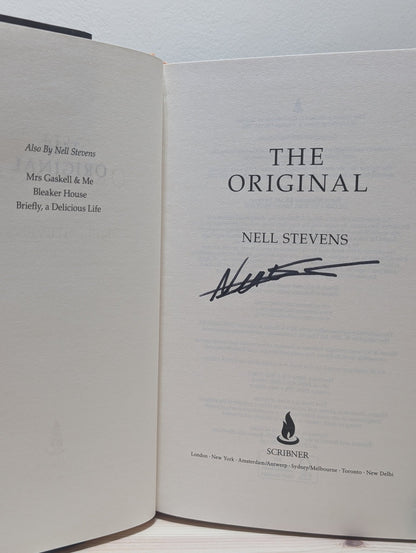 Also By Nell Stevens
Mrs Gaskell & Me
Bleaker House
Briefly, a Delicious Life
THE
ORIGINAL
NELL STEVENS
SCRIBNER
London · New York · Amsterdam/Antwerp · Sydney/Melbourne · Toronto · New Delhi